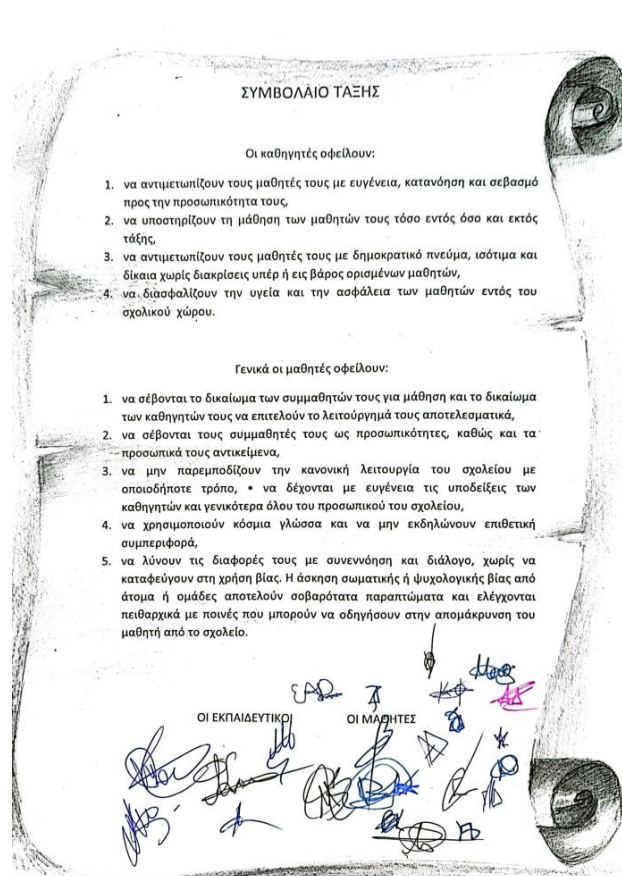 ΣΥΜΒΟΛΑΙΟ ΤΑΞΗΣ
Οι καθηγητές οφείλουν:
1. να αντιμετωπίζουν τους μαθητές τους με ευγένεια, κατανόηση και σεβασμό
προς την προσωπικότητα τους,
2. να υποστηρίζουν τη μάθηση των μαθητών τους τόσο εντός όσο και εκτός
τάξης,
3. να αντιμετωπίζουν τους μαθητές τους με δημοκρατικό πνεύμα, ισότιμα και
δίκαια χωρίς διακρίσεις υπέρ ή εις βάρος ορισμένων μαθητών,
4. να διασφαλίζουν την υγεία και την ασφάλεια των μαθητών εντός του
σχολικού χώρου.
Γενικά οι μαθητές οφείλουν:
1. να σέβονται το δικαίωμα των συμμαθητών τους για μάθηση και το δικαίωμα
των καθηγητών τους να επιτελούν το λειτούργημά τους αποτελεσματικά,
2. να σέβονται τους συμμαθητές τους ως προσωπικότητες, καθώς και τα
προσωπικά τους αντικείμενα,
3. να μην παρεμποδίζουν την κανονική λειτουργία του σχολείου με
οποιοδήποτε τρόπο, • να δέχονται με ευγένεια τις υποδείξεις των
καθηγητών και γενικότερα όλου του προσωπικού του σχολείου,
4. να χρησιμοποιούν κόσμια γλώσσα και να μην εκδηλώνουν επιθετική
συμπεριφορά,
5. να λύνουν τις διαφορές τους με συνεννόηση και διάλογο, χωρίς να
καταφεύγουν στη χρήση βίας. Η άσκηση σωματικής ή ψυχολογικής βίας από
άτομα ή ομάδες αποτελούν σοβαρότατα παραπτώματα και ελέγχονται
πειθαρχικά με ποινές που μπορούν να οδηγήσουν στην απομάκρυνση του
μαθητή από το σχολείο.
ΟΙ ΕΚΠΑΙΔΕΥΤΙΚΟΙ ΟΙ ΜΑΘΗΤΕΣ